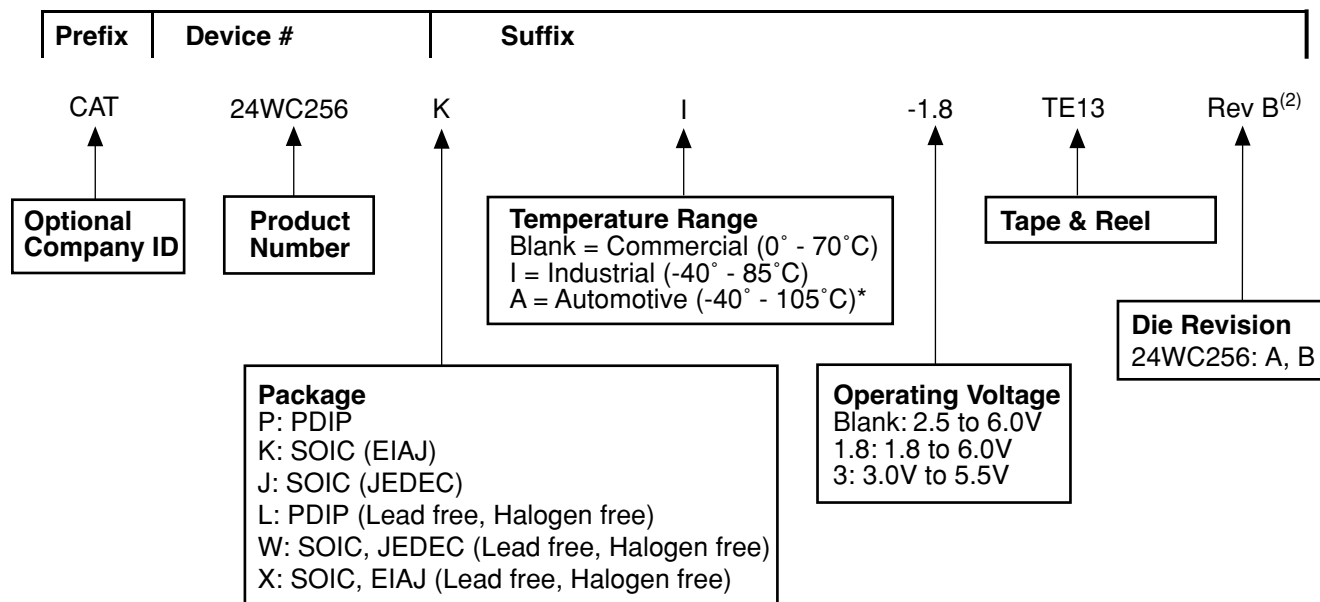 Prefix Device # Suffix
CAT 24WC256 K I -1.8 TE13 Rev B(2)
Optional
Company ID
Product
Number
Temperature Range
Blank = Commercial (0˚ - 70˚C)
I = Industrial (-40˚ - 85˚C)
A = Automotive (-40˚ - 105˚C)*
Tape & Reel
Die Revision
24WC256: A, B
Package
P: PDIP
K: SOIC (EIAJ)
J: SOIC (JEDEC)
L: PDIP (Lead free, Halogen free)
W: SOIC, JEDEC (Lead free, Halogen free)
X: SOIC, EIAJ (Lead free, Halogen free)
Operating Voltage
Blank: 2.5 to 6.0V
1.8: 1.8 to 6.0V
3: 3.0V to 5.5V